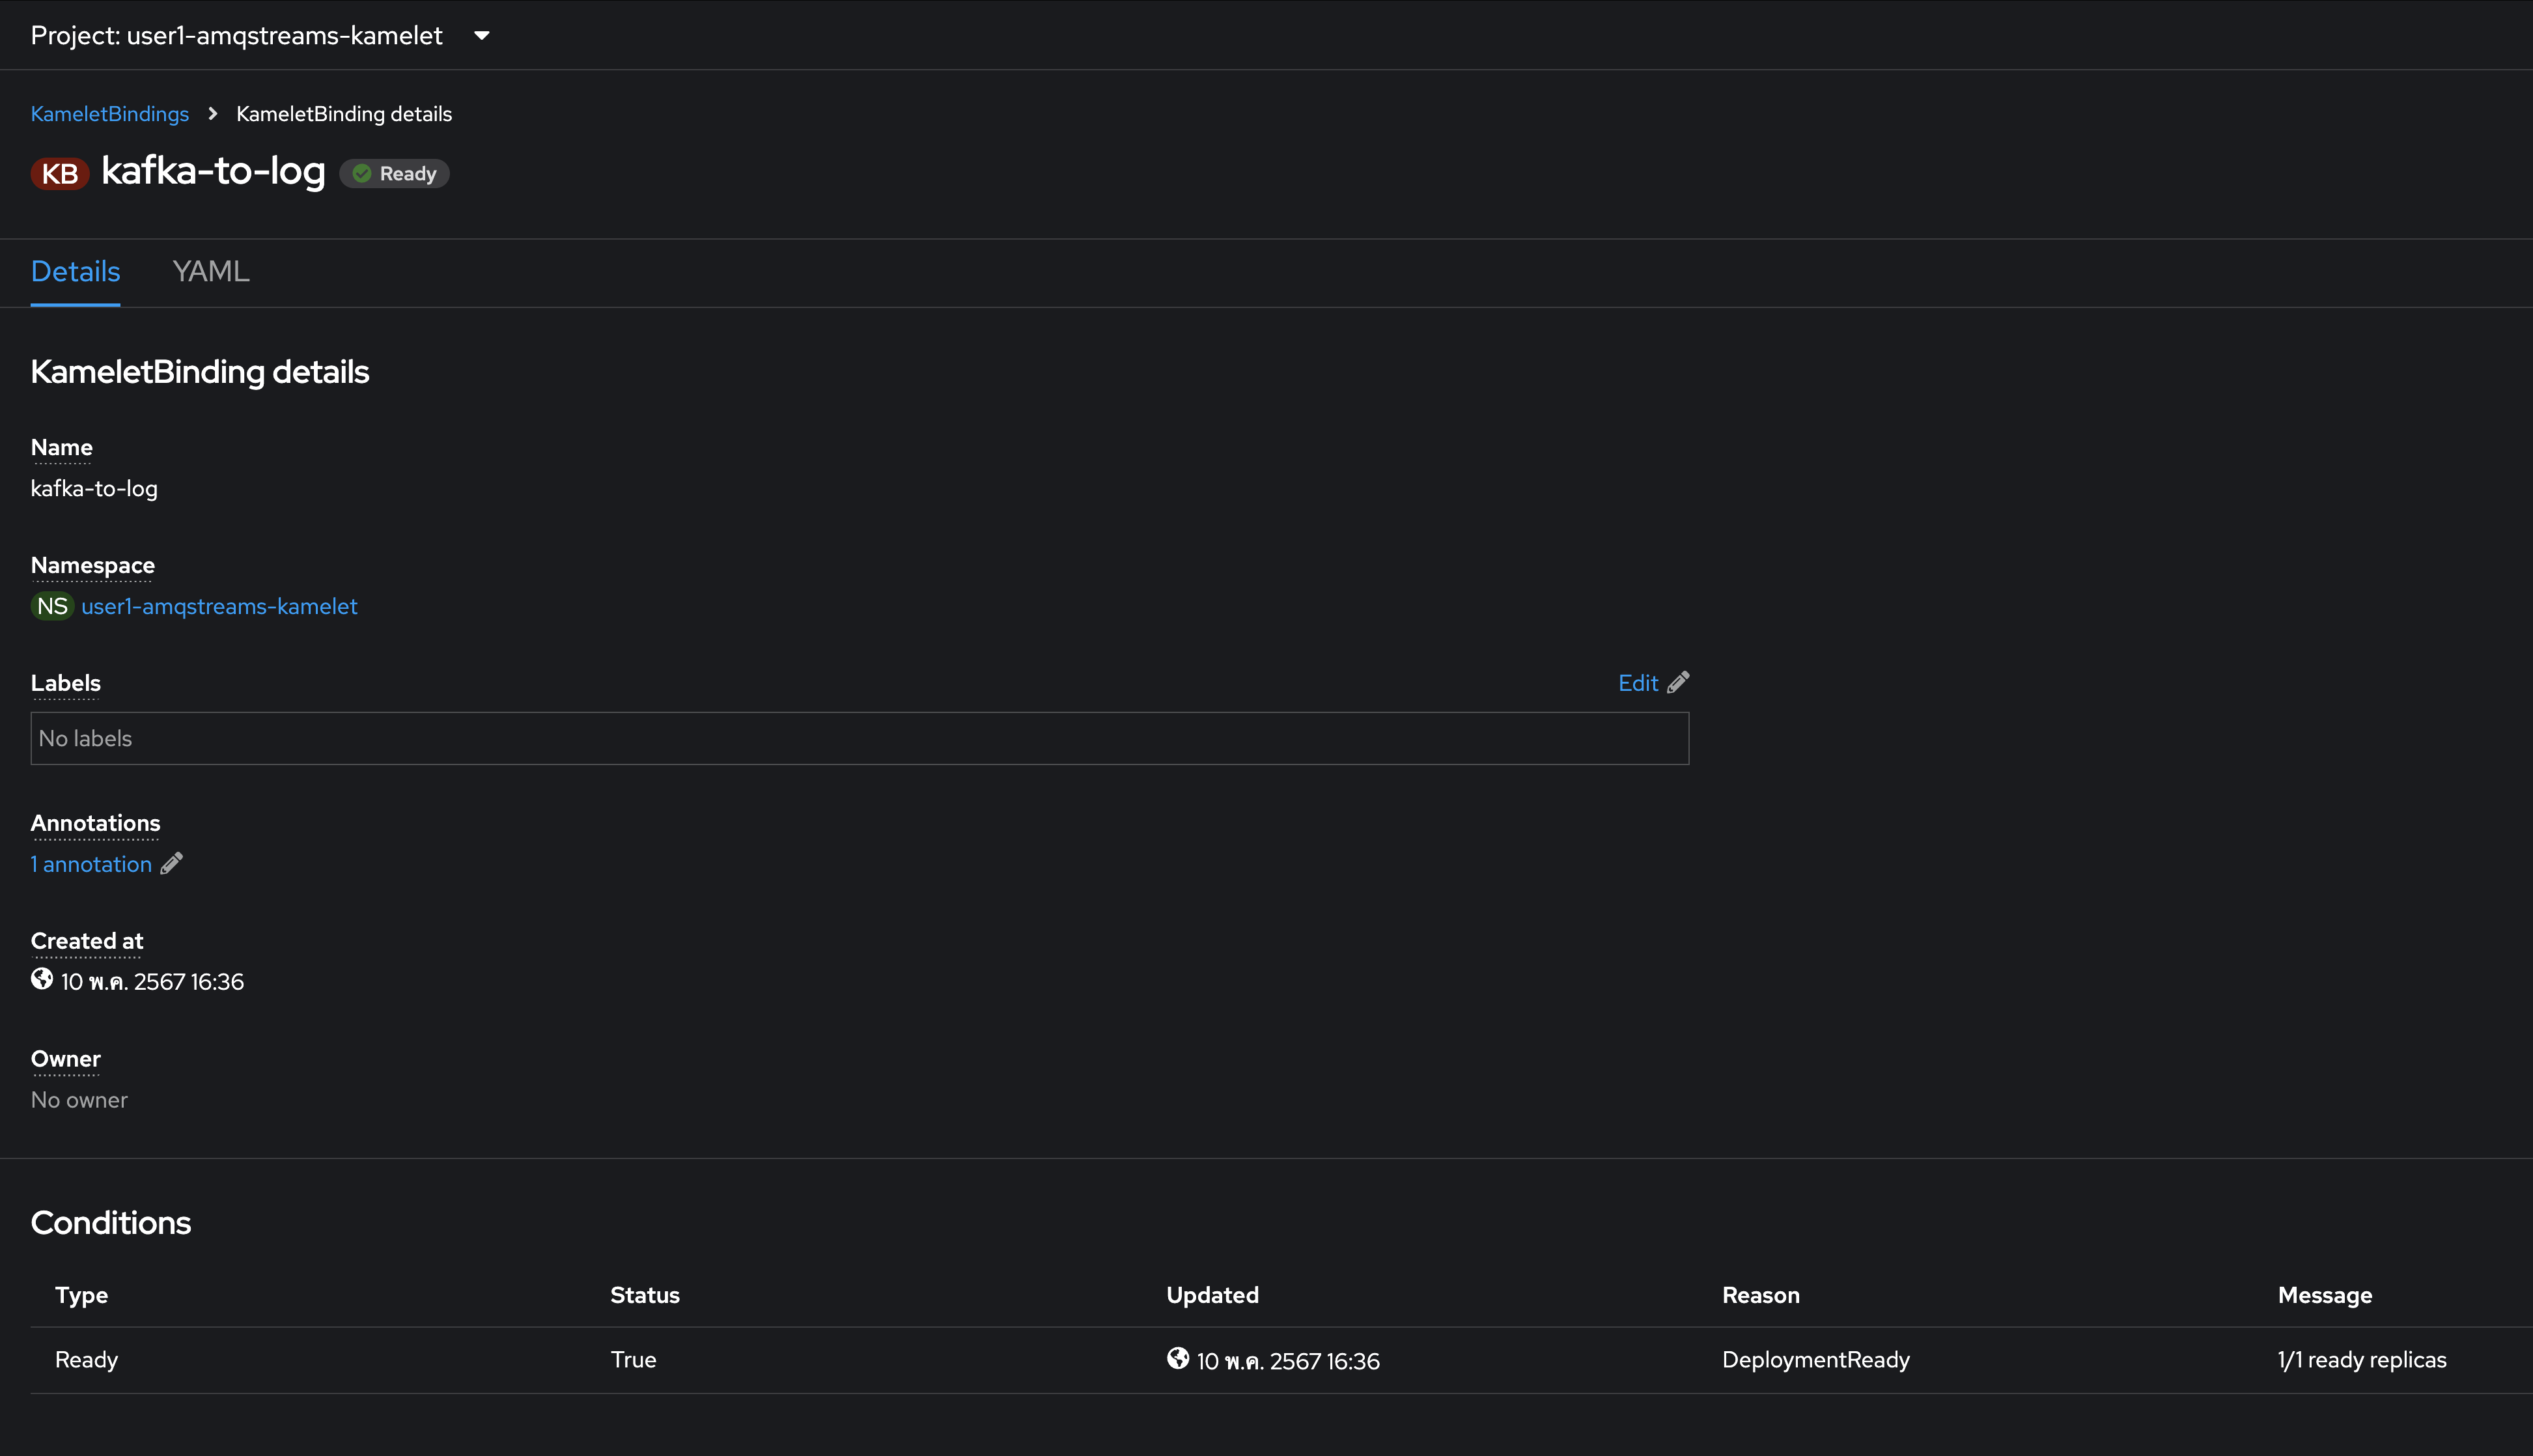 Project: user1-amqstreams-kamelet
KameletBindings > KameletBinding details
KB kafka-to-log Ready
Details YAML
KameletBinding details
Name
kafka-to-log
Namespace
NS user1-amqstreams-kamelet
Labels Edit
No labels
Annotations
1 annotation
Created at
10 พ.ค. 2567 16:36
Owner
No owner
Conditions
Type Status Updated Reason Message
Ready True 10 พ.ค. 2567 16:36 DeploymentReady 1/1 ready replicas